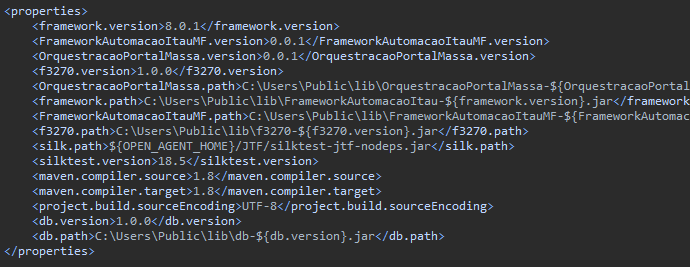 <properties>
<framework.version>8.0.1</framework.version>
<FrameworkAutomacaoItauMF.version>0.0.1</FrameworkAutomacaoItauMF.version>
<OrquestracaoPortalMassa.version>0.0.1</OrquestracaoPortalMassa.version>
<f3270.version>1.0.0</f3270.version>
<OrquestracaoPortalMassa.path>C:\Users\Public\lib\OrquestracaoPortalMassa-${OrquestracaoPortal
<framework.path>C:\Users\Public\lib\FrameworkAutomacaoItau-${framework.version}.jar</framework
<FrameworkAutomacaoItauMF.path>C:\Users\Public\lib\FrameworkAutomacaoItauMF-${FrameworkAutomac
<f3270.path>C:\Users\Public\lib\f3270-${f3270.version}.jar</f3270.path>
<silk.path>${OPEN_AGENT_HOME}/JTF/silktest-jtf-nodeps.jar</silk.path>
<silktest.version>18.5</silktest.version>
<maven.compiler.source>1.8</maven.compiler.source>
<maven.compiler.target>1.8</maven.compiler.target>
<project.build.sourceEncoding>UTF-8</project.build.sourceEncoding>
<db.version>1.0.0</db.version>
<db.path>C:\Users\Public\lib\db-${db.version}.jar</db.path>
</properties>